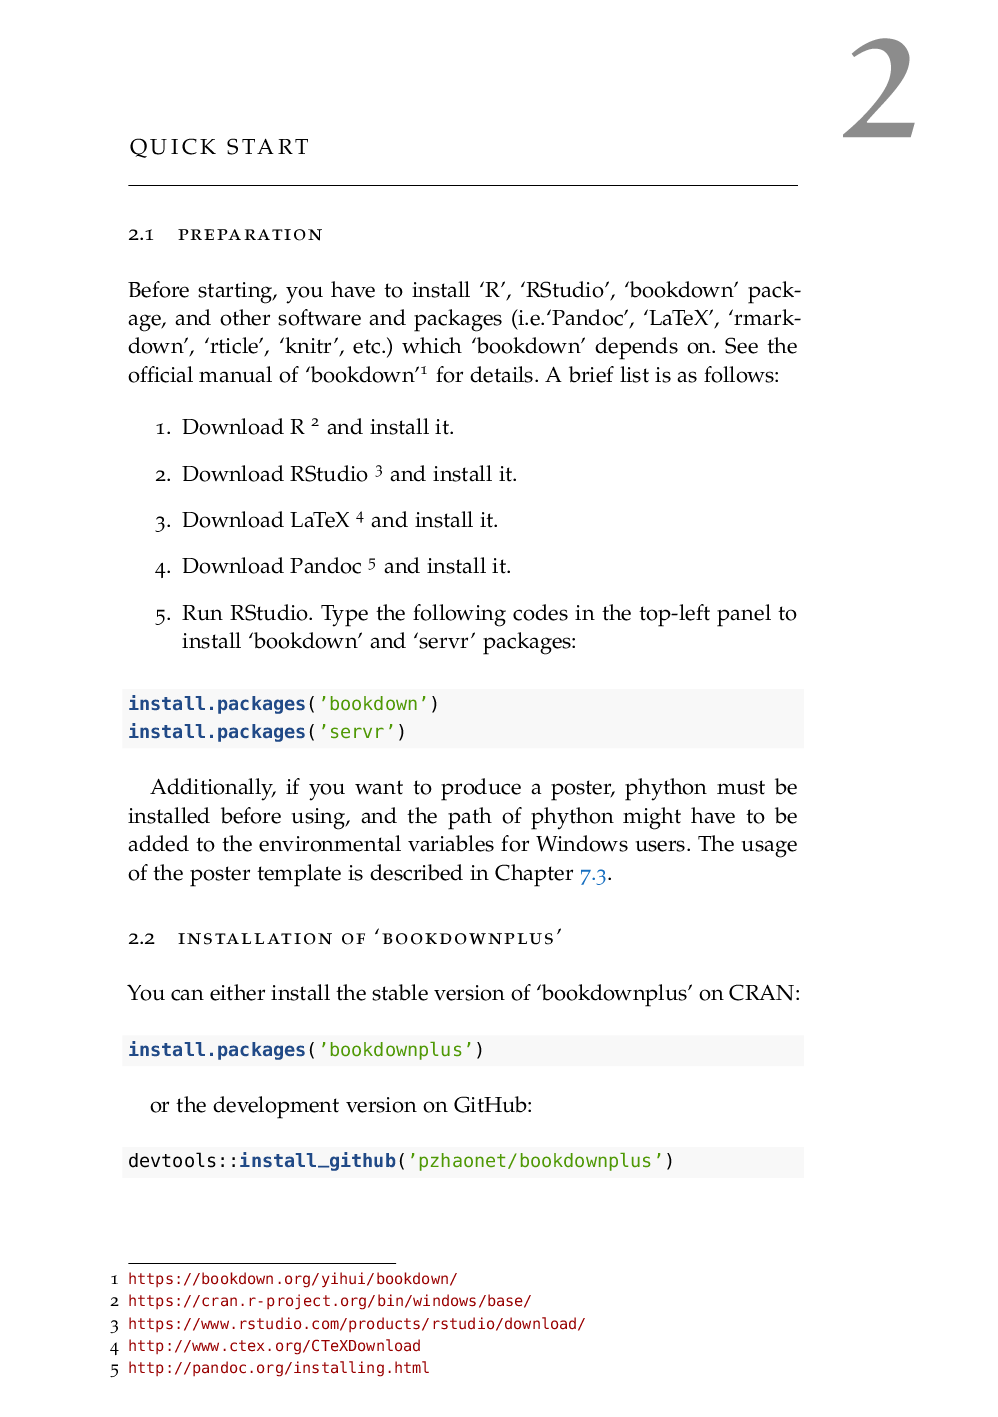 2
QUICK START
2.1 PREPARATION
Before starting, you have to install ‘R’, ‘RStudio’, ‘bookdown’ pack-
age, and other software and packages (i.e.‘Pandoc’, ‘LaTeX’, ‘rmark-
down’, ‘rticle’, ‘knitr’, etc.) which ‘bookdown’ depends on. See the
official manual of ‘bookdown’1 for details. A brief list is as follows:
1. Download R 2 and install it.
2. Download RStudio 3 and install it.
3. Download LaTeX 4 and install it.
4. Download Pandoc 5 and install it.
5. Run RStudio. Type the following codes in the top-left panel to
install ‘bookdown’ and ‘servr’ packages:
install.packages(’bookdown’)
install.packages(’servr’)
Additionally, if you want to produce a poster, phython must be
installed before using, and the path of phython might have to be
added to the environmental variables for Windows users. The usage
of the poster template is described in Chapter 7.3.
2.2 INSTALLATION OF ‘BOOKDOWNPLUS’
You can either install the stable version of ‘bookdownplus’ on CRAN:
install.packages(’bookdownplus’)
or the development version on GitHub:
devtools::install_github(’pzhaonet/bookdownplus’)
1 https://bookdown.org/yihui/bookdown/
2 https://cran.r-project.org/bin/windows/base/
3 https://www.rstudio.com/products/rstudio/download/
4 http://www.ctex.org/CTeXDownload
5 http://pandoc.org/installing.html